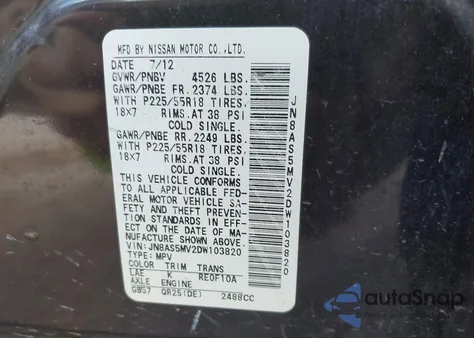 MFD BY NISSAN MOTOR CO.,LTD.
DATE 7/12
GVWR/PNBV 4526 LBS.
GAWR/PNBE FR. 2374 LBS.
WITH P225/55R18 TIRES.
18X7 RIMS.AT 38 PSI
COLD SINGLE.
GAWR/PNBE RR. 2249 LBS.
WITH P225/55R18 TIRES.
18X7 RIMS.AT 38 PSI
COLD SINGLE.
THIS VEHICLE CONFORMS
TO ALL APPLICABLE FED-
ERAL MOTOR VEHICLE SA-
FETY AND THEFT PREVEN-
TION STANDARDS IN EFF-
ECT ON THE DATE OF MA-
NUFACTURE SHOWN ABOVE.
JN8AS5MV2DW103820
TYPE: MPV
COLOR TRIM TRANS
LAE K RE0F10A
AXLE ENGINE
GB57 QR25(DE) 2488CC
JN8AS5MV2DW103820
autoSnap